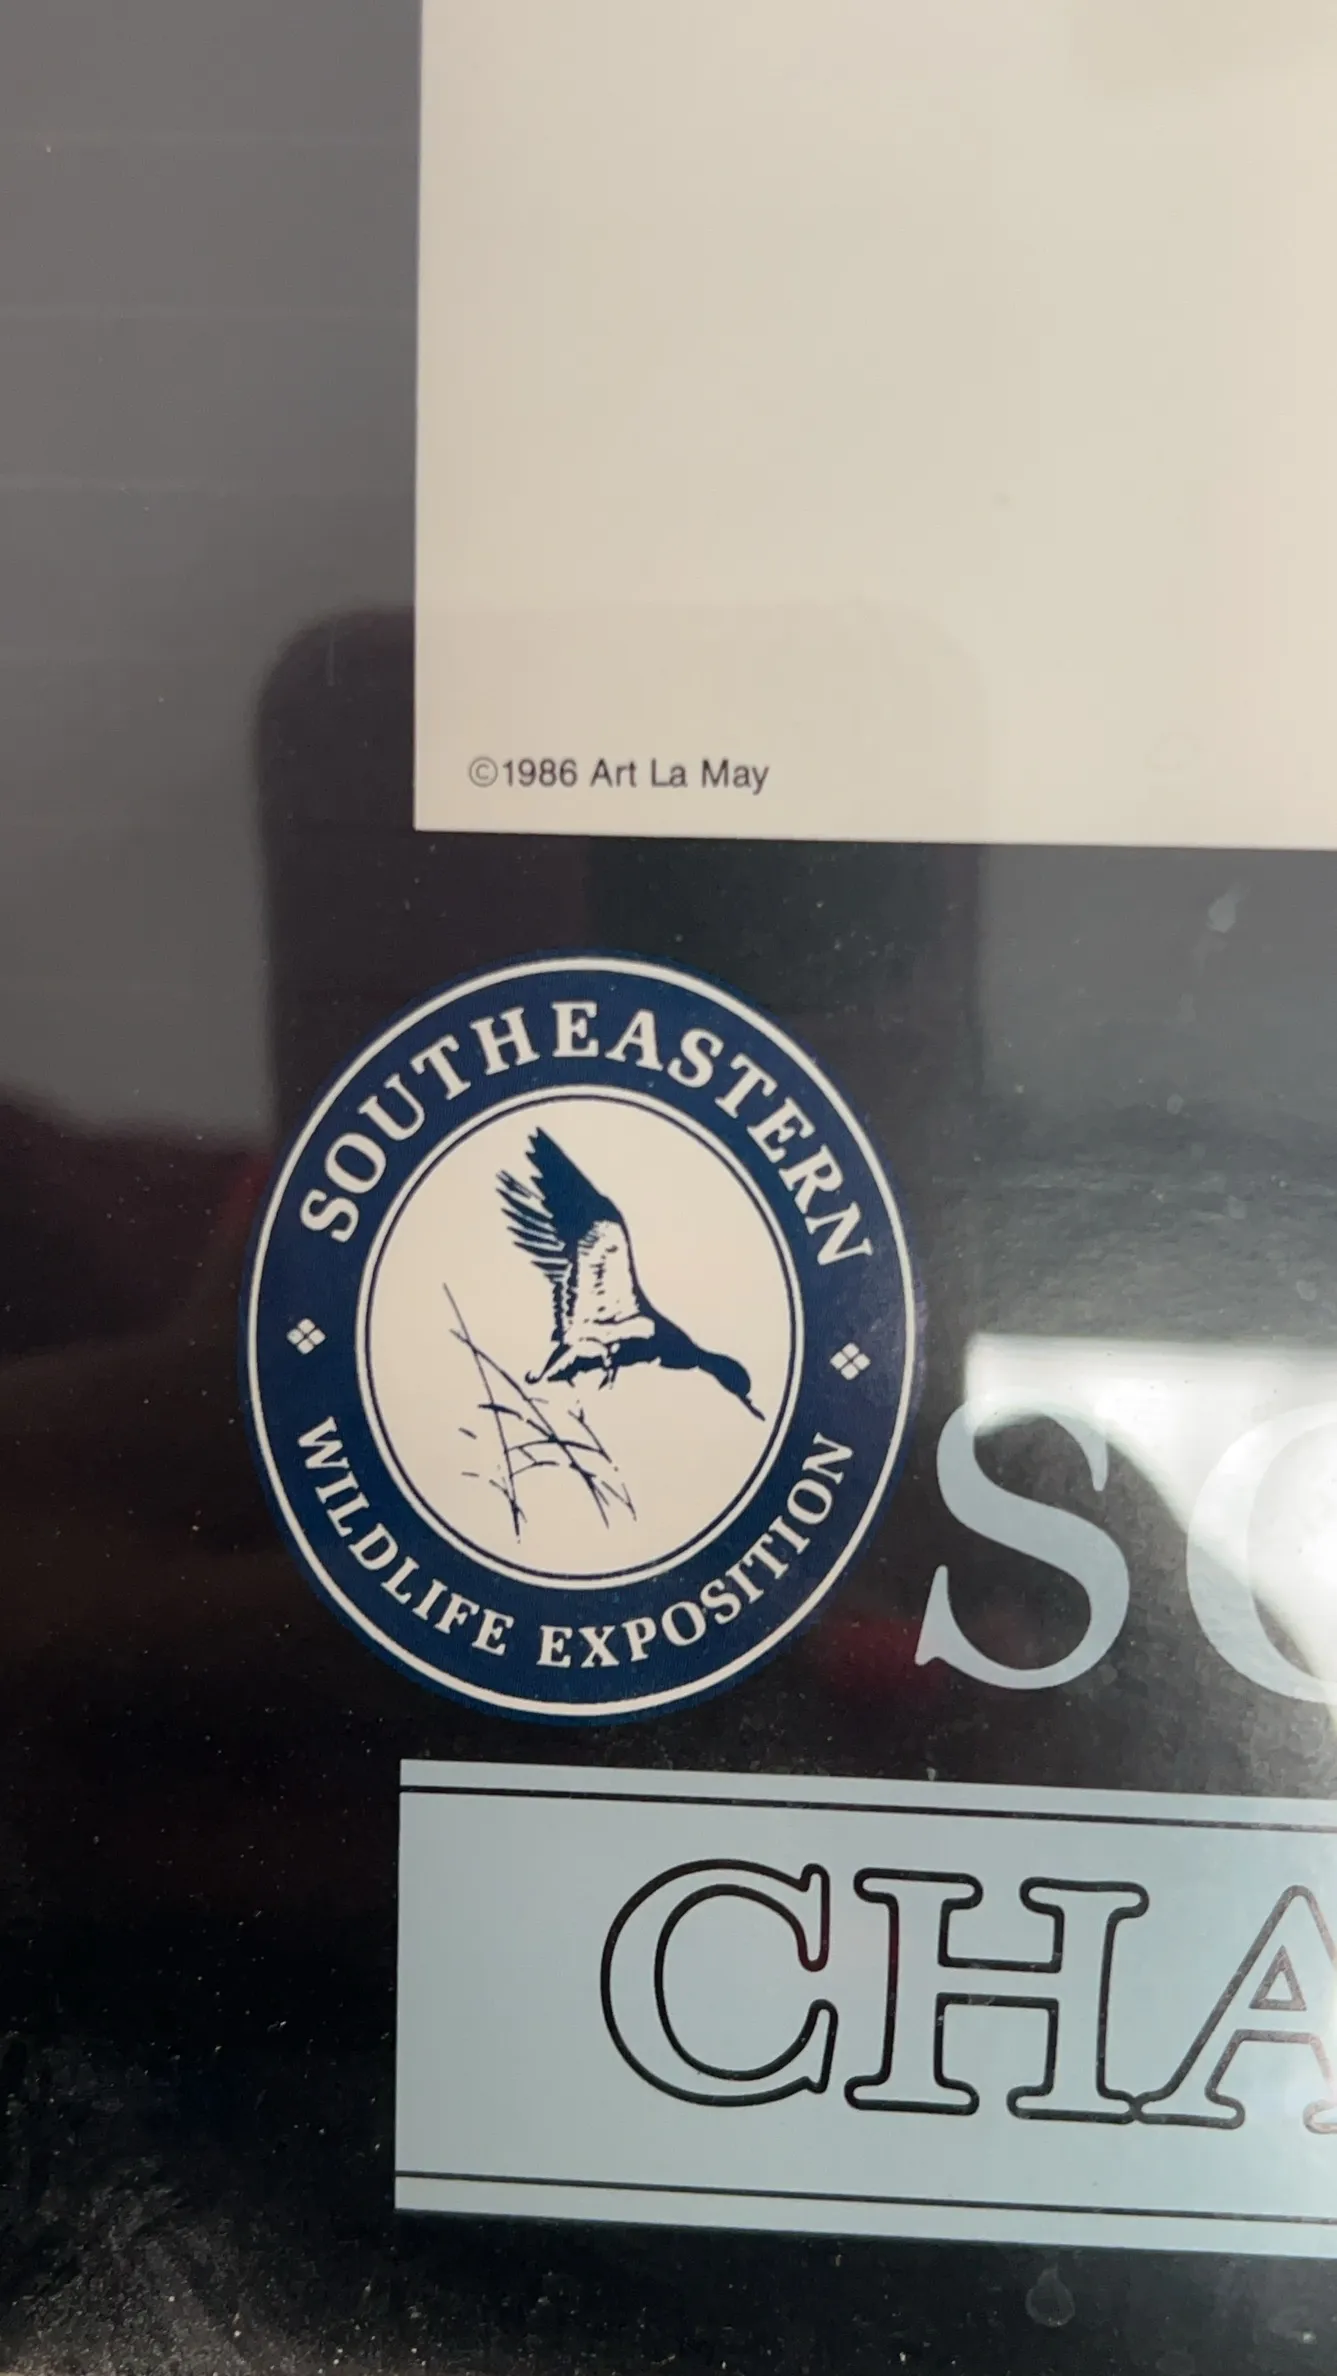 ©1986 Art La May
SOUTHEASTERN
WILDLIFE EXPOSITION
SO
CHA